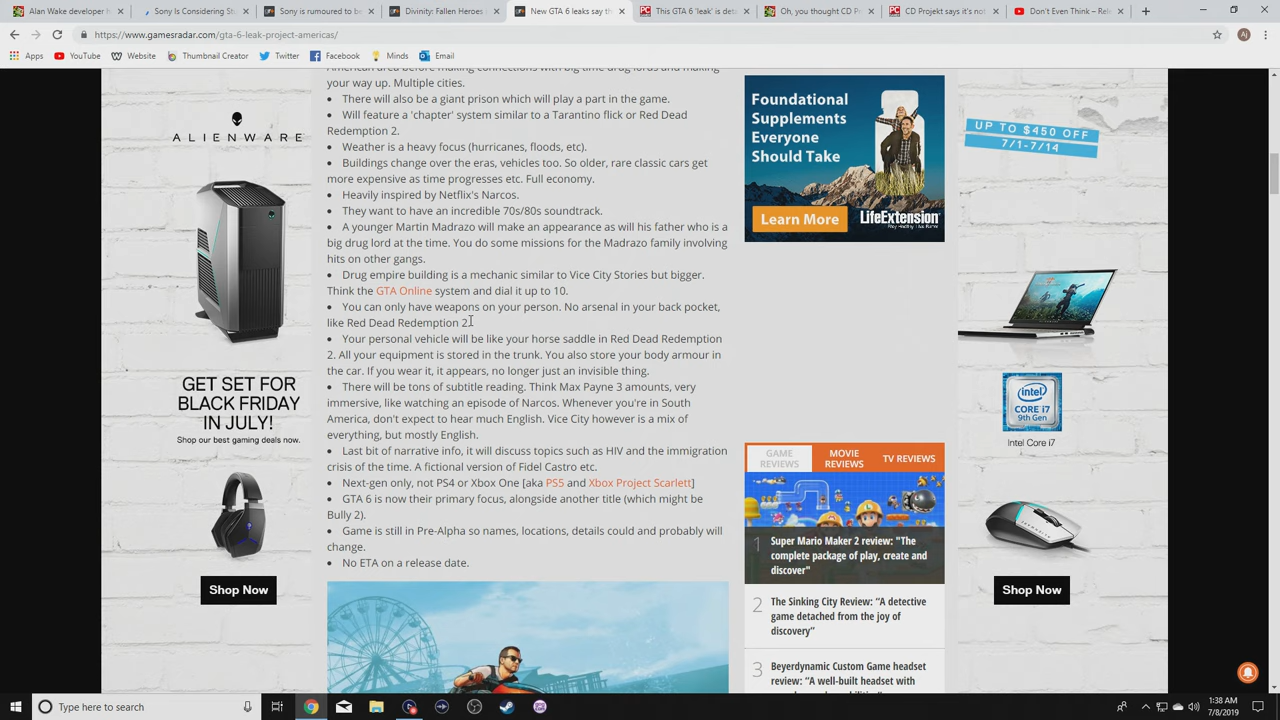 Alan Wake developer h
Sony Is Considering Stu
Sony is rumoured to be
Divinity: Fallen Heroes i
New GTA 6 leaks say th
This GTA 6 'leak' is deta
Oh, you thought CD Pr
CD Projekt says it's not
Don't Even Think – Rele
https://www.gamesradar.com/gta-6-leak-project-americas/
Aj
Apps
YouTube
Website
Thumbnail Creator
Twitter
Facebook
Minds
Email
American area before making connections with big time drug lords and making
your way up. Multiple cities.
• There will also be a giant prison which will play a part in the game.
• Will feature a 'chapter' system similar to a Tarantino flick or Red Dead
Redemption 2.
• Weather is a heavy focus (hurricanes, floods, etc).
• Buildings change over the eras, vehicles too. So older, rare classic cars get
more expensive as time progresses etc. Full economy.
• Heavily inspired by Netflix's Narcos.
• They want to have an incredible 70s/80s soundtrack.
• A younger Martin Madrazo will make an appearance as will his father who is a
big drug lord at the time. You do some missions for the Madrazo family involving
hits on other gangs.
• Drug empire building is a mechanic similar to Vice City Stories but bigger.
Think the GTA Online system and dial it up to 10.
• You can only have weapons on your person. No arsenal in your back pocket,
like Red Dead Redemption 2.
• Your personal vehicle will be like your horse saddle in Red Dead Redemption
2. All your equipment is stored in the trunk. You also store your body armour in
the car. If you wear it, it appears, no longer just an invisible thing.
• There will be tons of subtitle reading. Think Max Payne 3 amounts, very
immersive, like watching an episode of Narcos. Whenever you're in South
America, don't expect to hear much English. Vice City however is a mix of
everything, but mostly English.
• Last bit of narrative info, it will discuss topics such as HIV and the immigration
crisis of the time. A fictional version of Fidel Castro etc.
• Next-gen only, not PS4 or Xbox One [aka PS5 and Xbox Project Scarlett]
• GTA 6 is now their primary focus, alongside another title (which might be
Bully 2).
• Game is still in Pre-Alpha so names, locations, details could and probably will
change.
• No ETA on a release date.
ALIENWARE
GET SET FOR
BLACK FRIDAY
IN JULY!
Shop our best gaming deals now.
Shop Now
Foundational
Supplements
Everyone
Should Take
Learn More
LifeExtension
GAME
REVIEWS
MOVIE
REVIEWS
TV REVIEWS
1 Super Mario Maker 2 review: "The
complete package of play, create and
discover"
2 The Sinking City Review: “A detective
game detached from the joy of
discovery”
3 Beyerdynamic Custom Game headset
review: “A well-built headset with
UP TO $450 OFF
7/1-7/14
intel
CORE i7
9th Gen
Intel Core i7
Shop Now
Type here to search
1:38 AM
7/8/2019